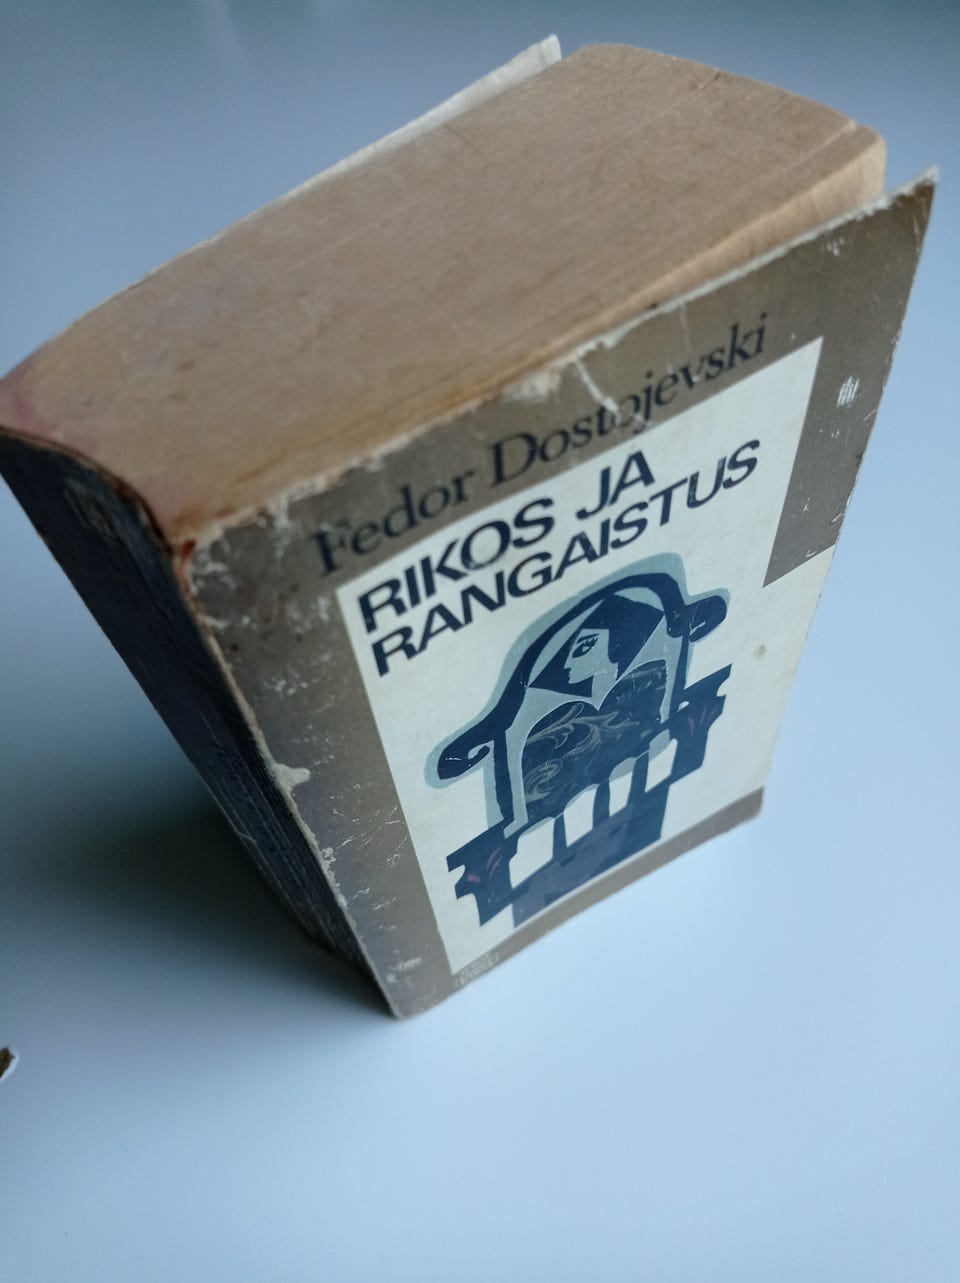 Fedor Dostojevski
RIKOS JA
RANGAISTUS